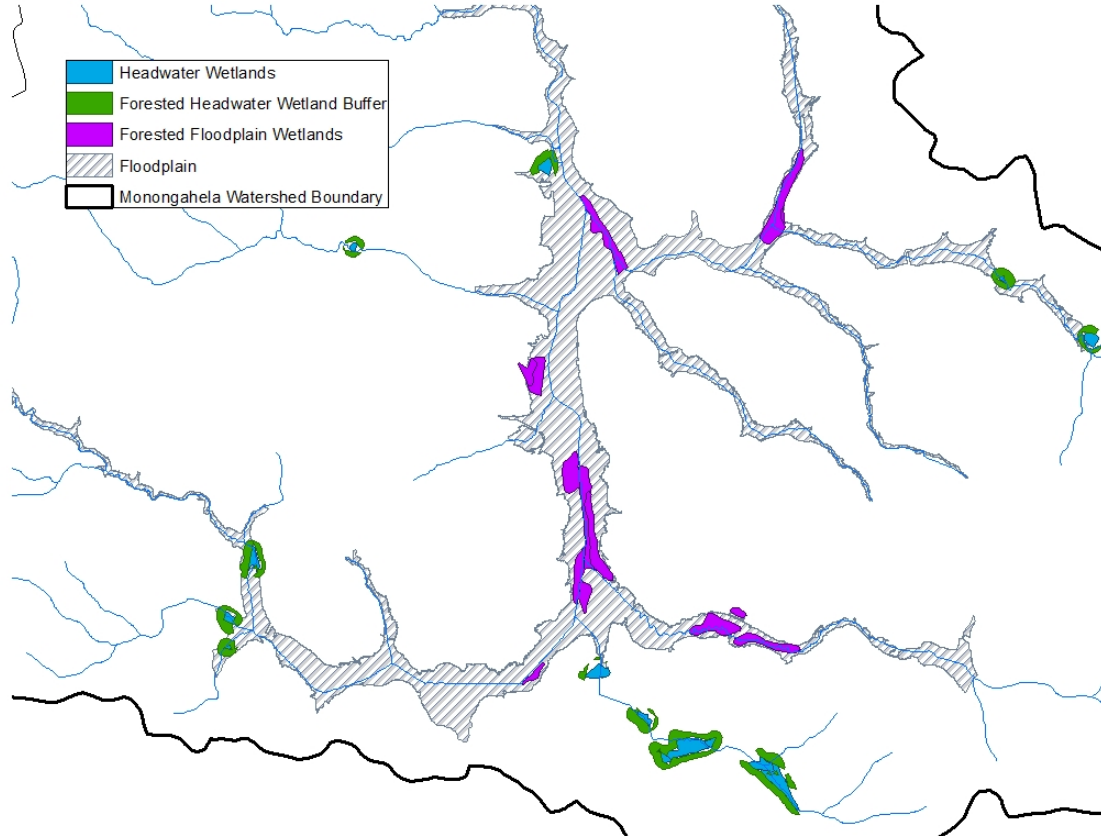 Headwater Wetlands
Forested Headwater Wetland Buffer
Forested Floodplain Wetlands
Floodplain
Monongahela Watershed Boundary